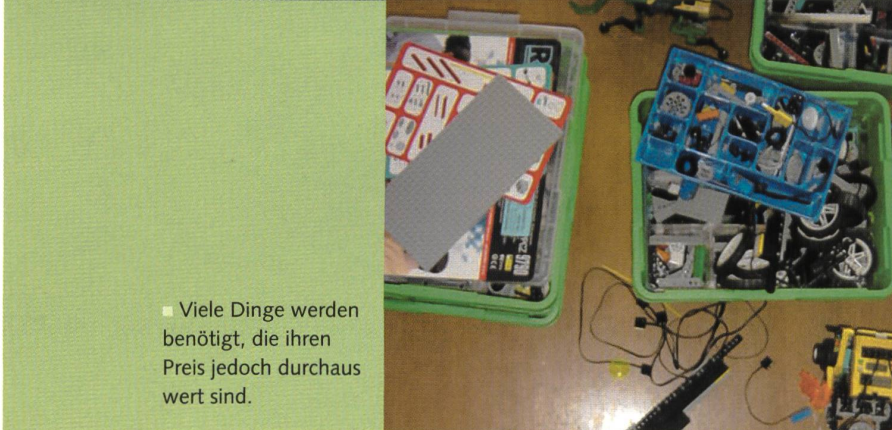 Viele Dinge werden
benötigt, die ihren
Preis jedoch durchaus
wert sind.